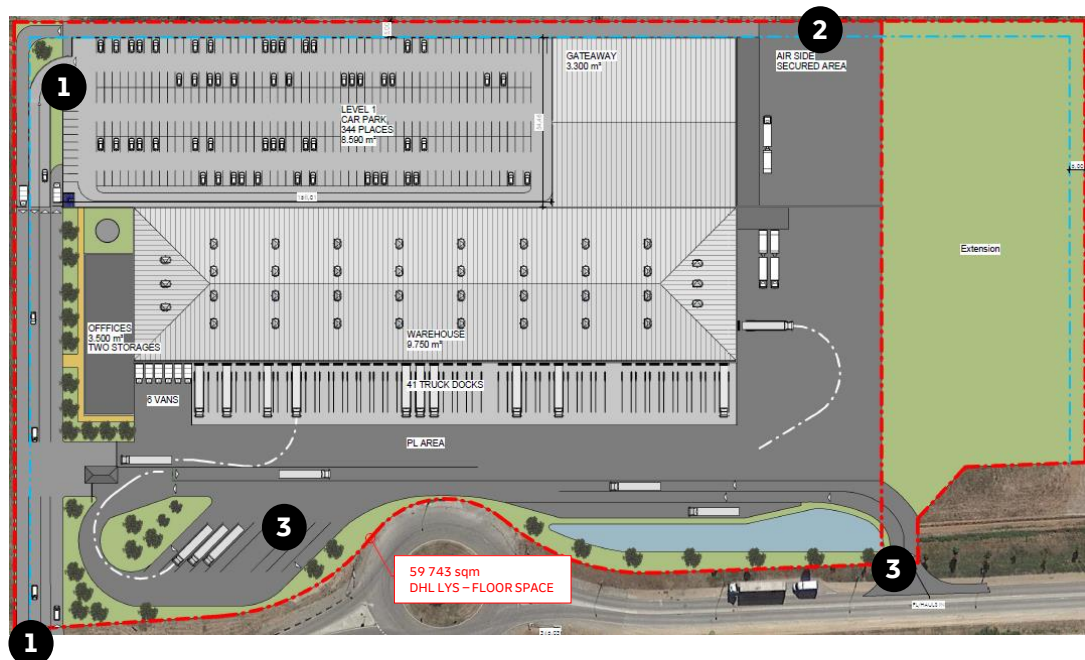 2
GATEAWAY
3.300 m²
AIR SIDE
SECURED AREA
1
LEVEL 1
CAR PARK,
344 PLACES
8.590 m²
Extension
OFFFICES
3.500 m²
TWO STORAGES
WAREHOUSE
9.750 m²
6 VANS
41 TRUCK DOCKS
PL AREA
3
59 743 sqm
DHL LYS – FLOOR SPACE
3
1